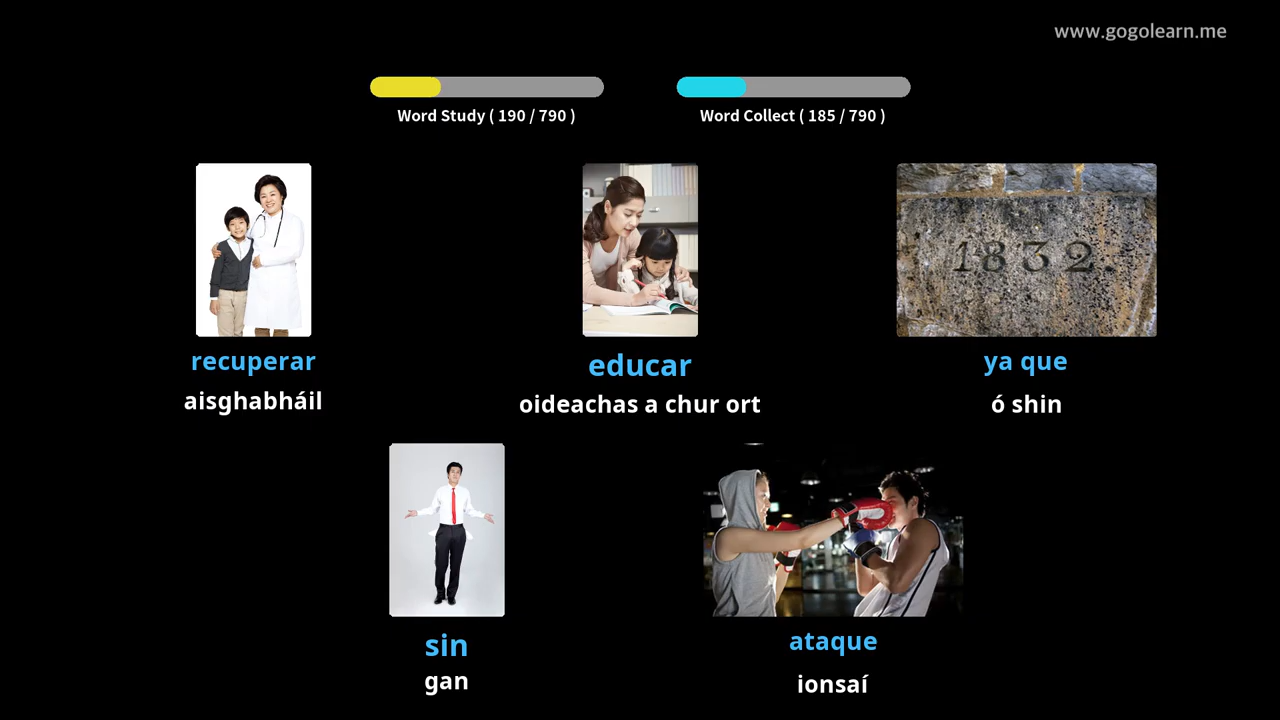 www.gogolearn.me
Word Study ( 190 / 790 )
Word Collect ( 185 / 790 )
1832.
recuperar
aisghabháil
educar
oideachas a chur ort
ya que
ó shin
sin
gan
ataque
ionsaí